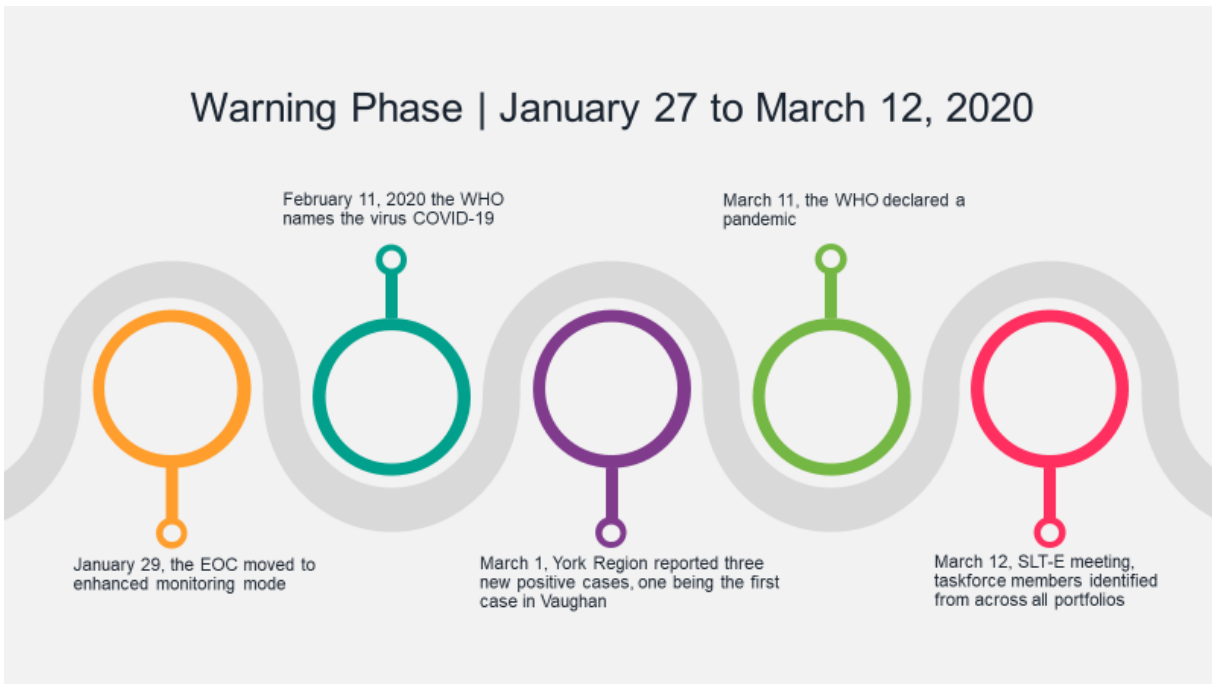 Warning Phase | January 27 to March 12, 2020
February 11, 2020 the WHO
names the virus COVID-19
March 11, the WHO declared a
pandemic
January 29, the EOC moved to
enhanced monitoring mode
March 1, York Region reported three
new positive cases, one being the first
case in Vaughan
March 12, SLT-E meeting,
taskforce members identified
from across all portfolios